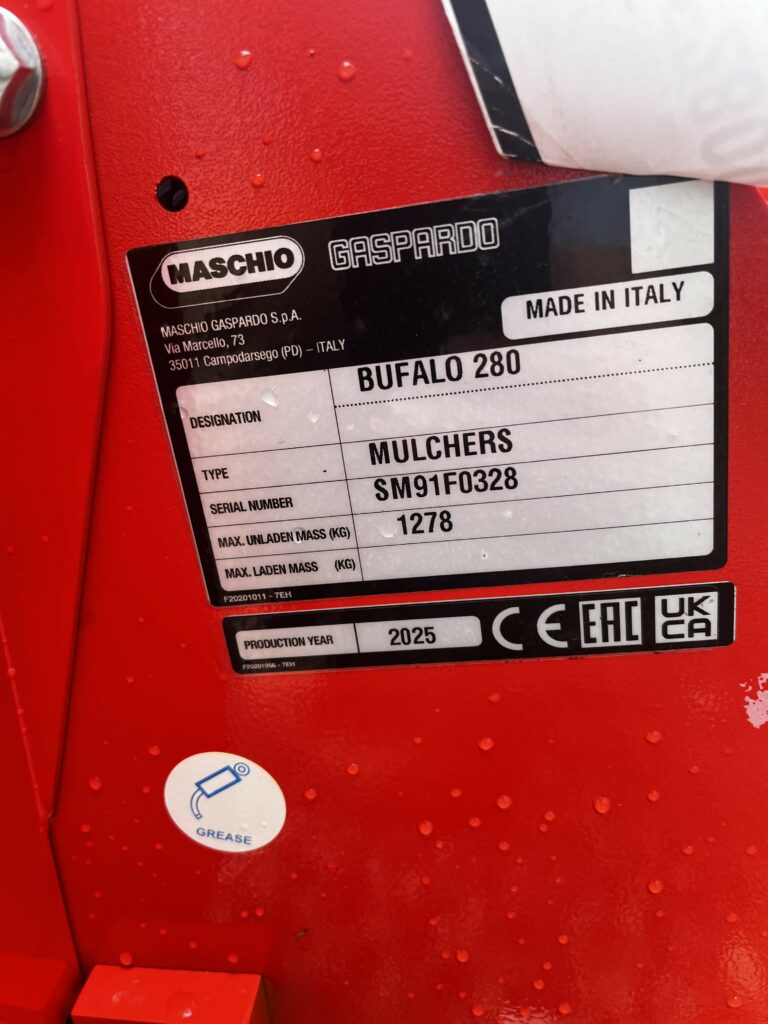 MASCHIO
GASPARDO
MADE IN ITALY
MASCHIO GASPARDO S.p.A.
Via Marcello, 73
35011 Campodarsego (PD) – ITALY
DESIGNATION BUFALO 280
TYPE MULCHERS
SERIAL NUMBER SM91F0328
MAX. UNLADEN MASS (KG) 1278
MAX. LADEN MASS (KG)
F20201011 - 7EH
PRODUCTION YEAR 2025 CE EAC UK CA
F20201056 - 7EH
GREASE